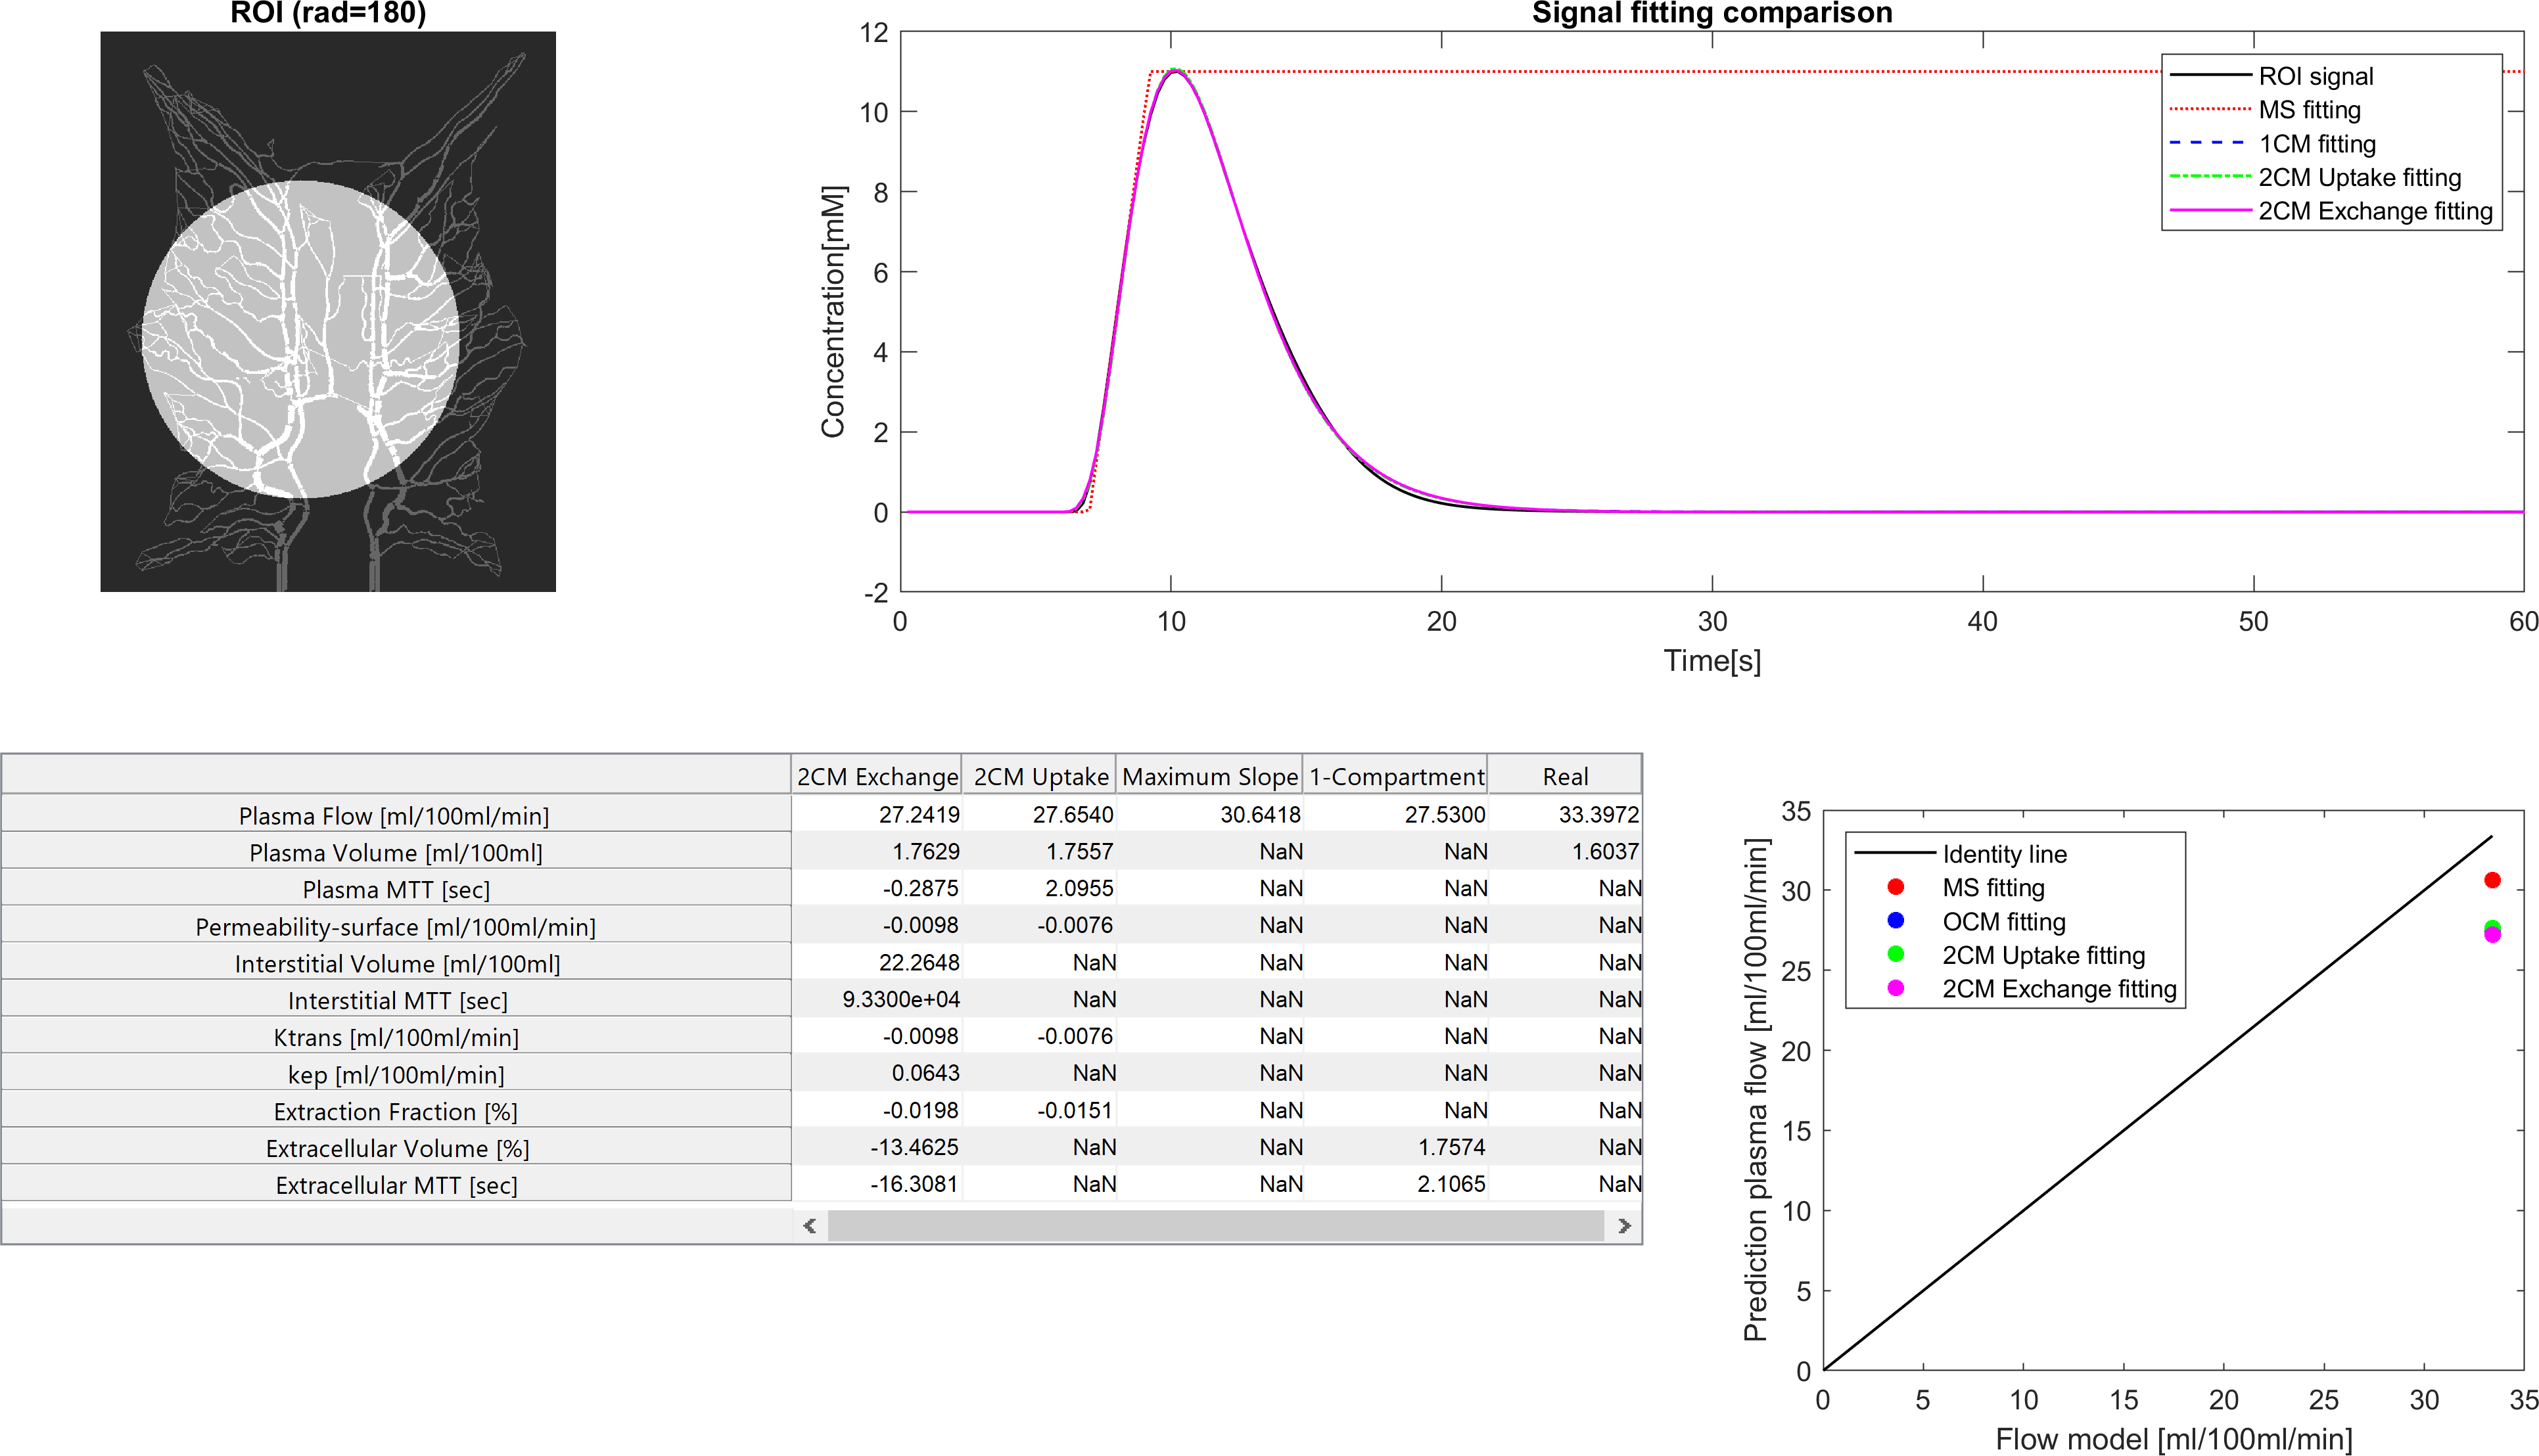 ROI (rad=180)
Signal fitting comparison
12
10
8
6
4
2
0
-2
Concentration[mM]
0 10 20 30 40 50 60
Time[s]
ROI signal
MS fitting
1CM fitting
2CM Uptake fitting
2CM Exchange fitting
2CM Exchange 2CM Uptake Maximum Slope 1-Compartment Real
Plasma Flow [ml/100ml/min] 27.2419 27.6540 30.6418 27.5300 33.3972
Plasma Volume [ml/100ml] 1.7629 1.7557 NaN NaN 1.6037
Plasma MTT [sec] -0.2875 2.0955 NaN NaN NaN
Permeability-surface [ml/100ml/min] -0.0098 -0.0076 NaN NaN NaN
Interstitial Volume [ml/100ml] 22.2648 NaN NaN NaN NaN
Interstitial MTT [sec] 9.3300e+04 NaN NaN NaN NaN
Ktrans [ml/100ml/min] -0.0098 -0.0076 NaN NaN NaN
kep [ml/100ml/min] 0.0643 NaN NaN NaN NaN
Extraction Fraction [%] -0.0198 -0.0151 NaN NaN NaN
Extracellular Volume [%] -13.4625 NaN NaN 1.7574 NaN
Extracellular MTT [sec] -16.3081 NaN NaN 2.1065 NaN
35
30
25
20
15
10
5
0
Prediction plasma flow [ml/100ml/min]
Identity line
MS fitting
OCM fitting
2CM Uptake fitting
2CM Exchange fitting
0 5 10 15 20 25 30 35
Flow model [ml/100ml/min]